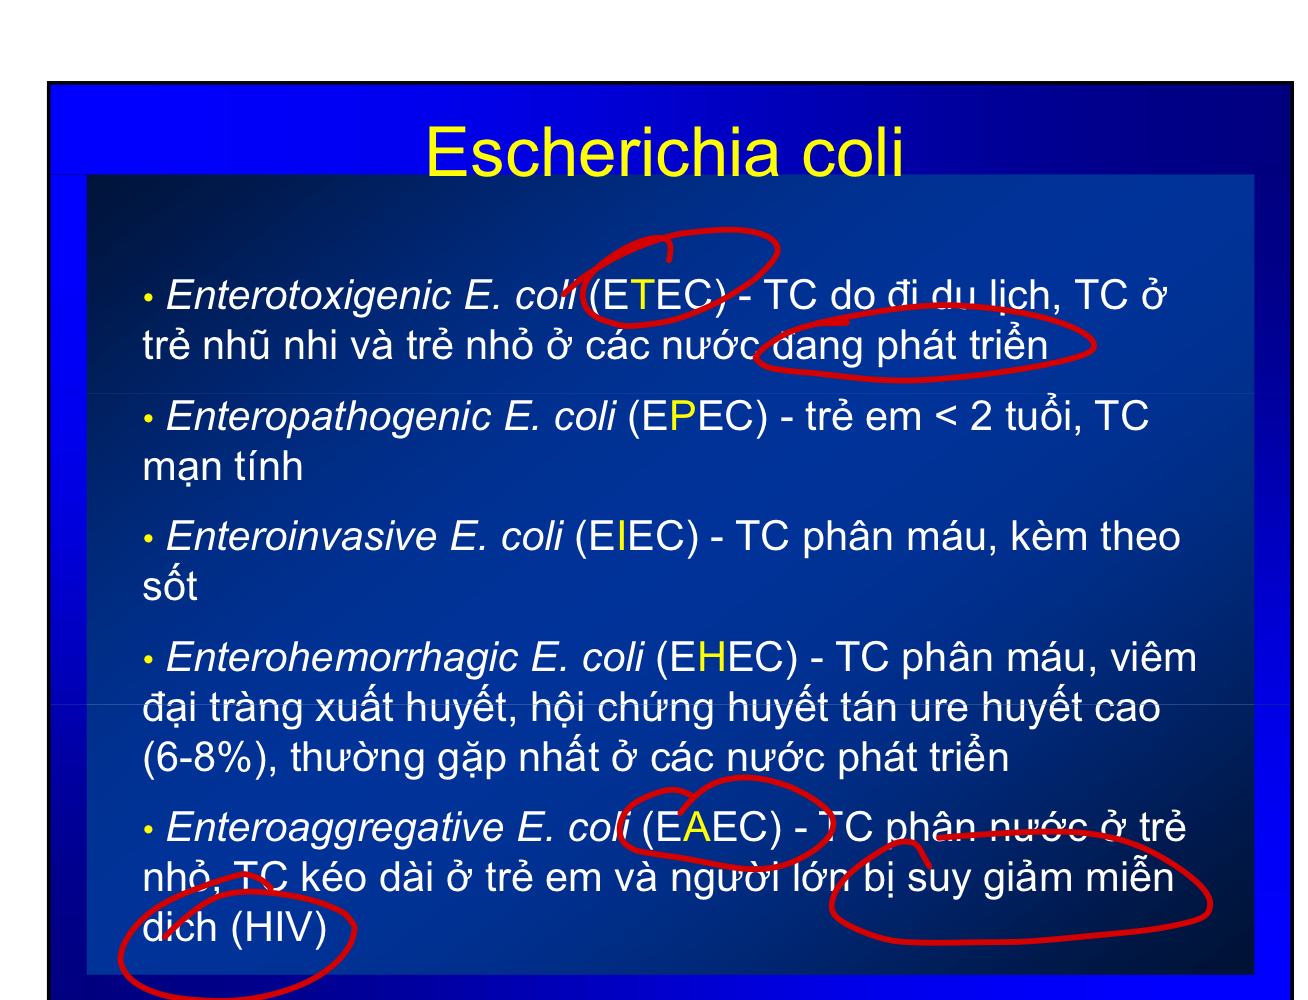 Escherichia coli
• Enterotoxigenic E. coli (ETEC) - TC do đi du lịch, TC ở
trẻ nhũ nhi và trẻ nhỏ ở các nước đang phát triển
• Enteropathogenic E. coli (EPEC) - trẻ em < 2 tuổi, TC
mạn tính
• Enteroinvasive E. coli (EIEC) - TC phân máu, kèm theo
sốt
• Enterohemorrhagic E. coli (EHEC) - TC phân máu, viêm
đại tràng xuất huyết, hội chứng huyết tán ure huyết cao
(6-8%), thường gặp nhất ở các nước phát triển
• Enteroaggregative E. coli (EAEC) - TC phân nước ở trẻ
nhỏ, TC kéo dài ở trẻ em và người lớn bị suy giảm miễn
dịch (HIV)